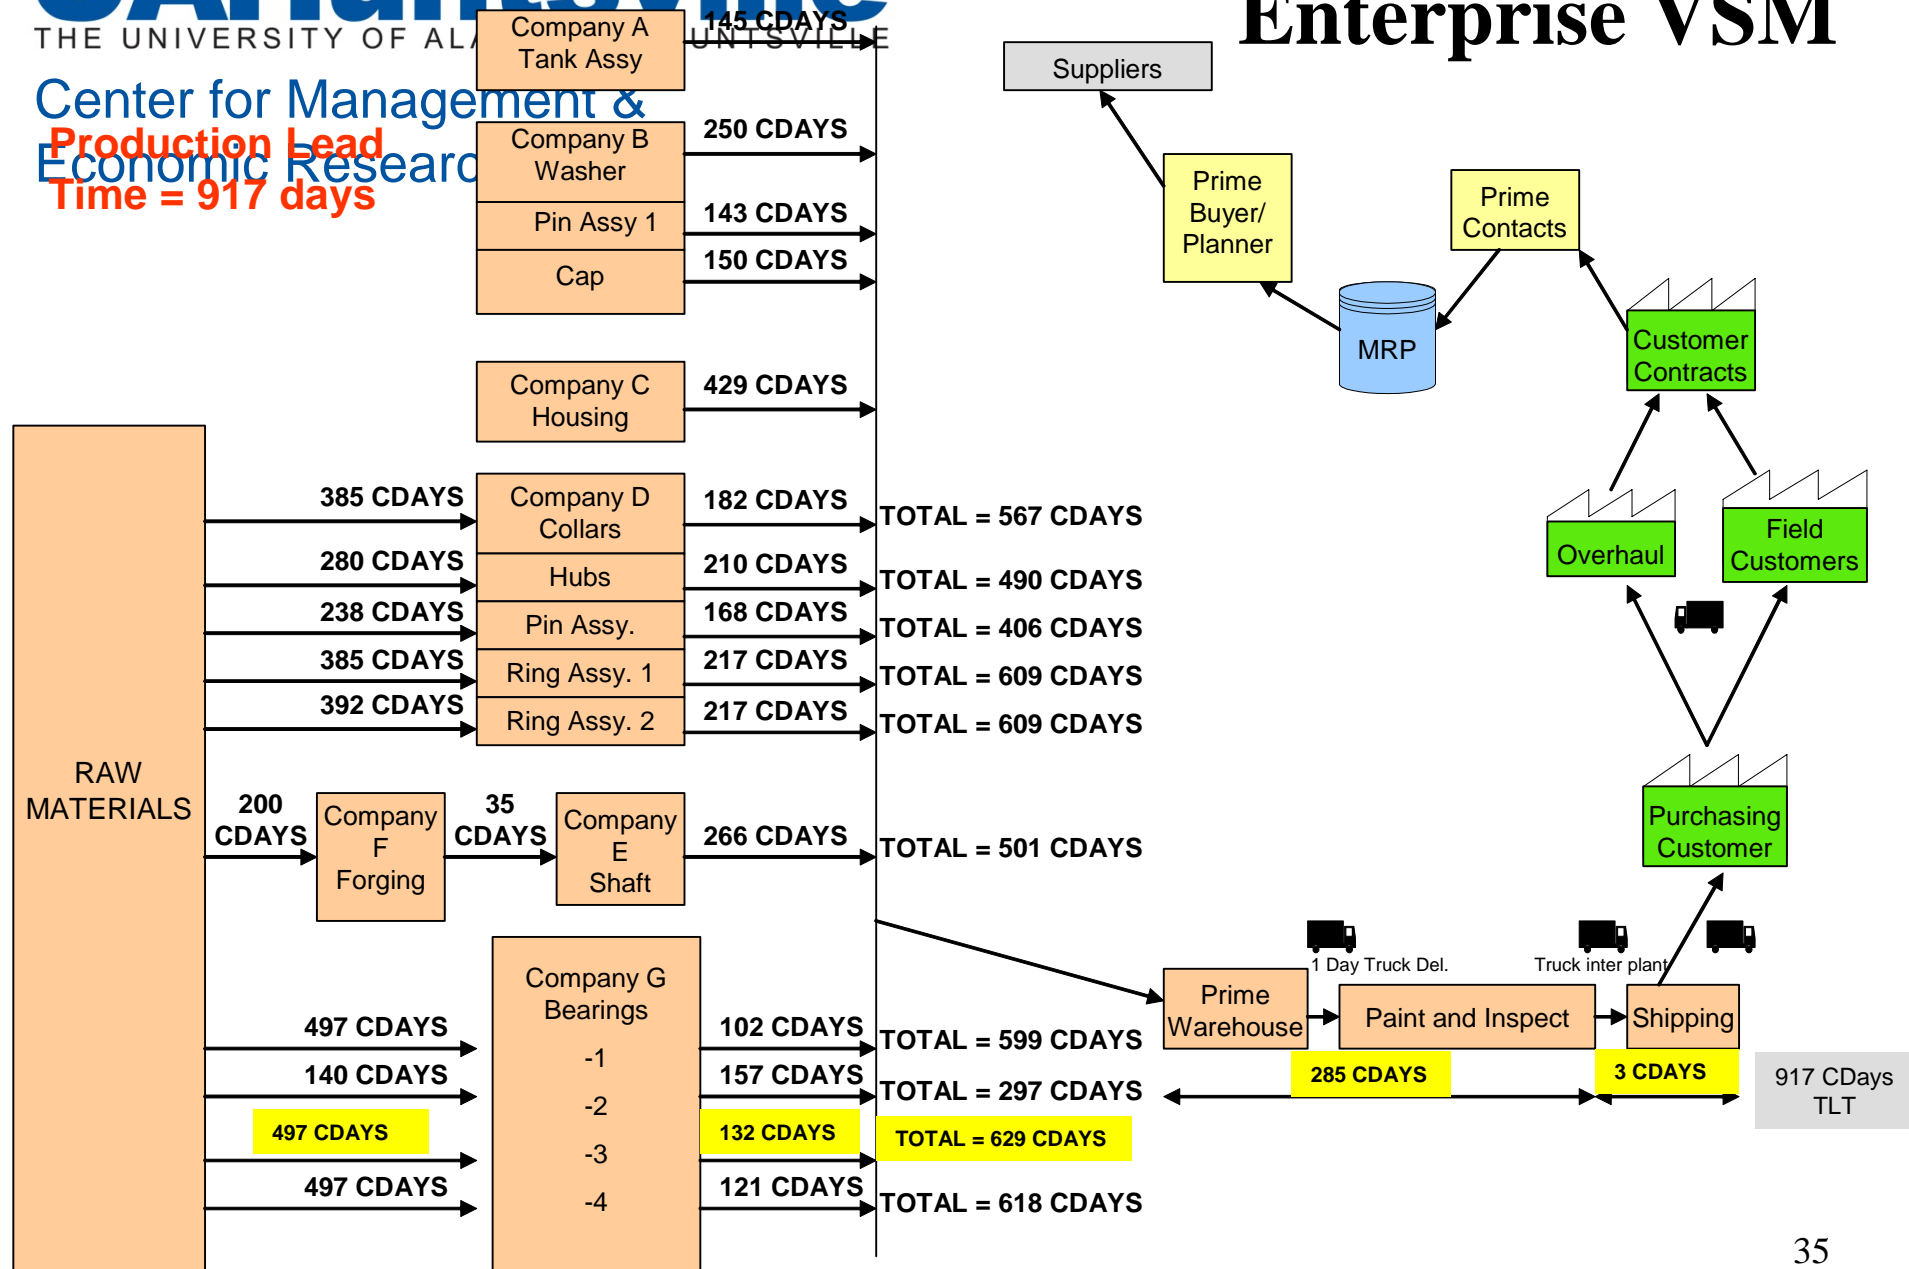 Enterprise VSM
THE UNIVERSITY OF ALA
UNTSVILLE
Center for Management &
Economic Researc
Production Lead
Time = 917 days
Company A
Tank Assy
145 CDAYS
Company B
Washer
250 CDAYS
Pin Assy 1
143 CDAYS
Cap
150 CDAYS
Company C
Housing
429 CDAYS
RAW
MATERIALS
385 CDAYS
Company D
Collars
182 CDAYS
TOTAL = 567 CDAYS
280 CDAYS
Hubs
210 CDAYS
TOTAL = 490 CDAYS
238 CDAYS
Pin Assy.
168 CDAYS
TOTAL = 406 CDAYS
385 CDAYS
Ring Assy. 1
217 CDAYS
TOTAL = 609 CDAYS
392 CDAYS
Ring Assy. 2
217 CDAYS
TOTAL = 609 CDAYS
200
CDAYS
Company
F
Forging
35
CDAYS
Company
E
Shaft
266 CDAYS
TOTAL = 501 CDAYS
Company G
Bearings
497 CDAYS
-1
102 CDAYS
TOTAL = 599 CDAYS
140 CDAYS
-2
157 CDAYS
TOTAL = 297 CDAYS
497 CDAYS
-3
132 CDAYS
TOTAL = 629 CDAYS
497 CDAYS
-4
121 CDAYS
TOTAL = 618 CDAYS
Suppliers
Prime
Buyer/
Planner
Prime
Contacts
MRP
Customer
Contracts
Overhaul
Field
Customers
Purchasing
Customer
1 Day Truck Del.
Truck inter plant
Prime
Warehouse
Paint and Inspect
Shipping
285 CDAYS
3 CDAYS
917 CDays
TLT
35